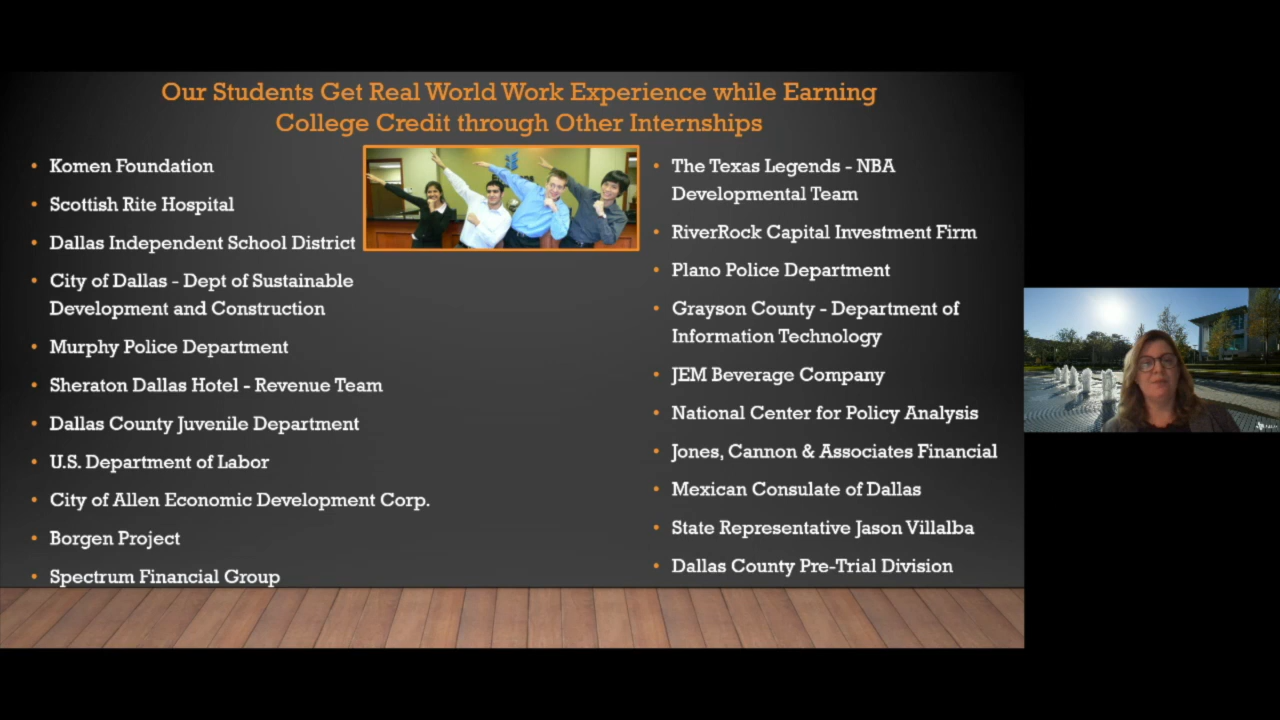 Our Students Get Real World Work Experience while Earning
College Credit through Other Internships
• Komen Foundation
• Scottish Rite Hospital
• Dallas Independent School District
• City of Dallas - Dept of Sustainable
Development and Construction
• Murphy Police Department
• Sheraton Dallas Hotel - Revenue Team
• Dallas County Juvenile Department
• U.S. Department of Labor
• City of Allen Economic Development Corp.
• Borgen Project
• Spectrum Financial Group
• The Texas Legends - NBA
Developmental Team
• RiverRock Capital Investment Firm
• Plano Police Department
• Grayson County - Department of
Information Technology
• JEM Beverage Company
• National Center for Policy Analysis
• Jones, Cannon & Associates Financial
• Mexican Consulate of Dallas
• State Representative Jason Villalba
• Dallas County Pre-Trial Division